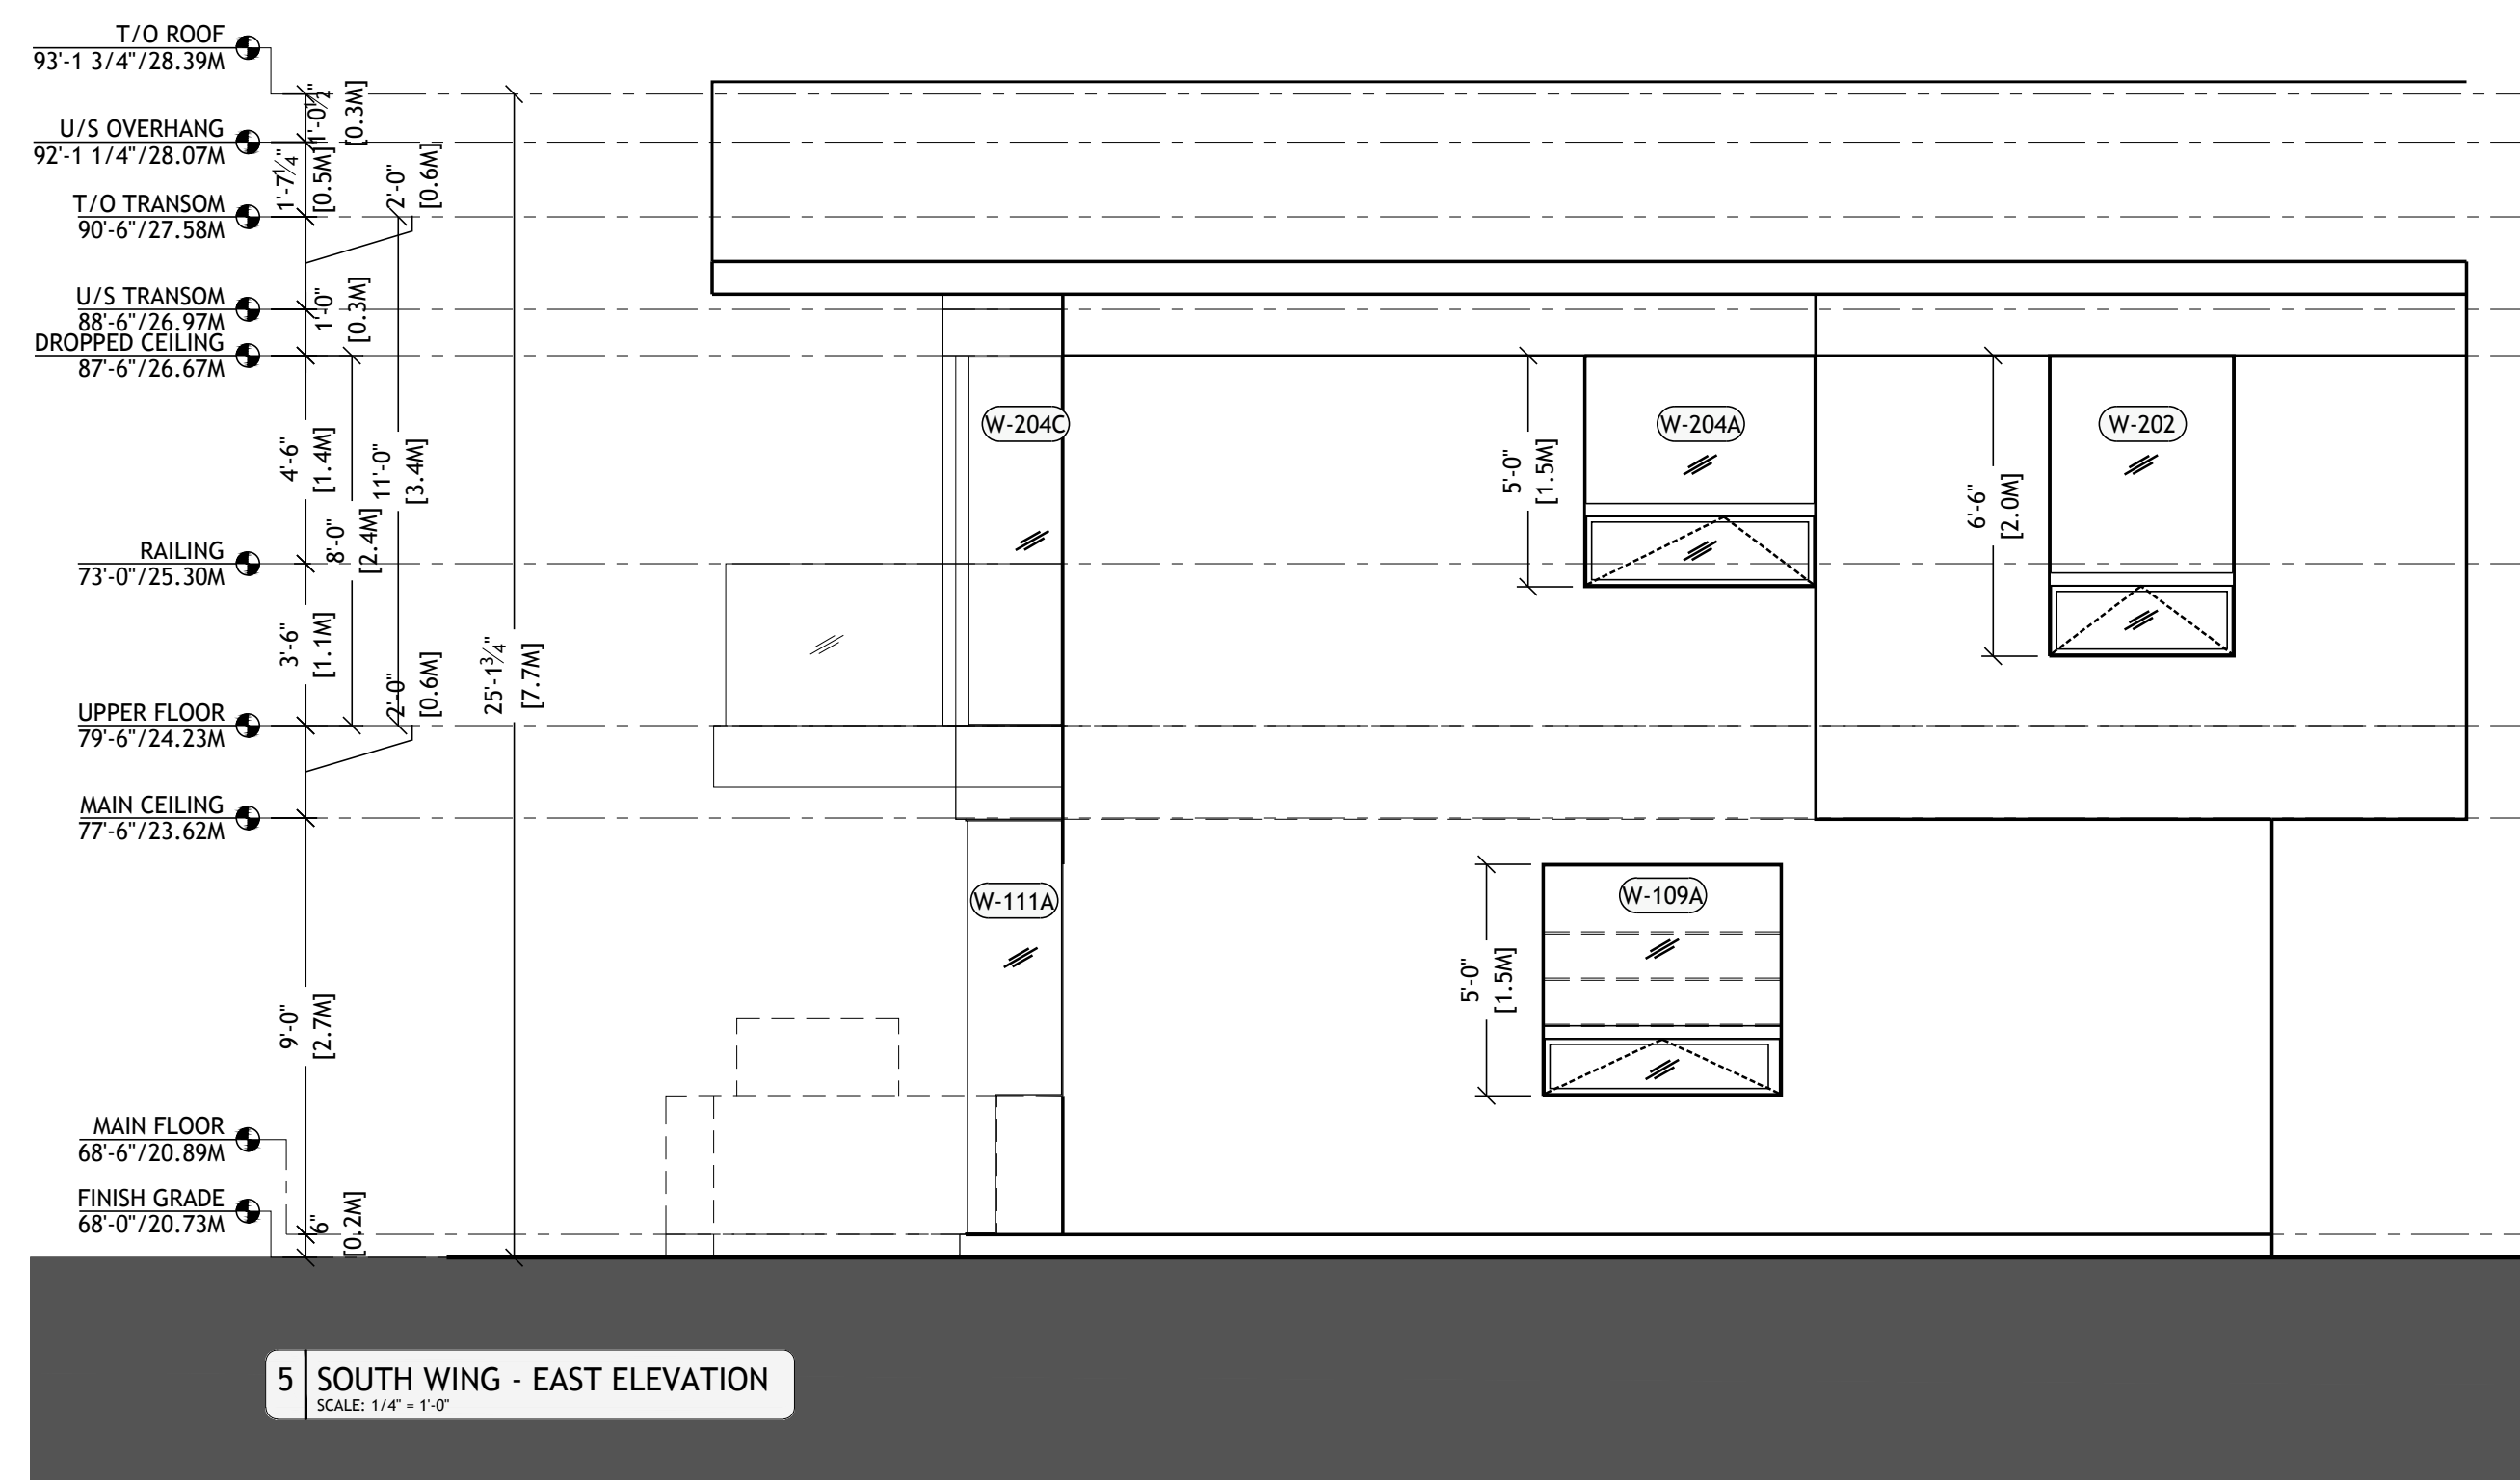 T/O ROOF
93'-1 3/4"/28.39M
U/S OVERHANG
92'-1 1/4"/28.07M
T/O TRANSOM
90'-6"/27.58M
U/S TRANSOM
88'-6"/26.97M
DROPPED CEILING
87'-6"/26.67M
RAILING
73'-0"/25.30M
UPPER FLOOR
79'-6"/24.23M
MAIN CEILING
77'-6"/23.62M
MAIN FLOOR
68'-6"/20.89M
FINISH GRADE
68'-0"/20.73M
1'-0½"
[0.3M]
1'-7¼"
[0.5M]
2'-0"
[0.6M]
1'-0"
[0.3M]
4'-6"
[1.4M]
8'-0"
[2.4M]
11'-0"
[3.4M]
3'-6"
[1.1M]
2'-0"
[0.6M]
25'-1¾"
[7.7M]
9'-0"
[2.7M]
6"
[0.2M]
W-204C
5'-0"
[1.5M]
W-204A
6'-6"
[2.0M]
W-202
W-111A
5'-0"
[1.5M]
W-109A
5
SOUTH WING - EAST ELEVATION
SCALE: 1/4" = 1'-0"